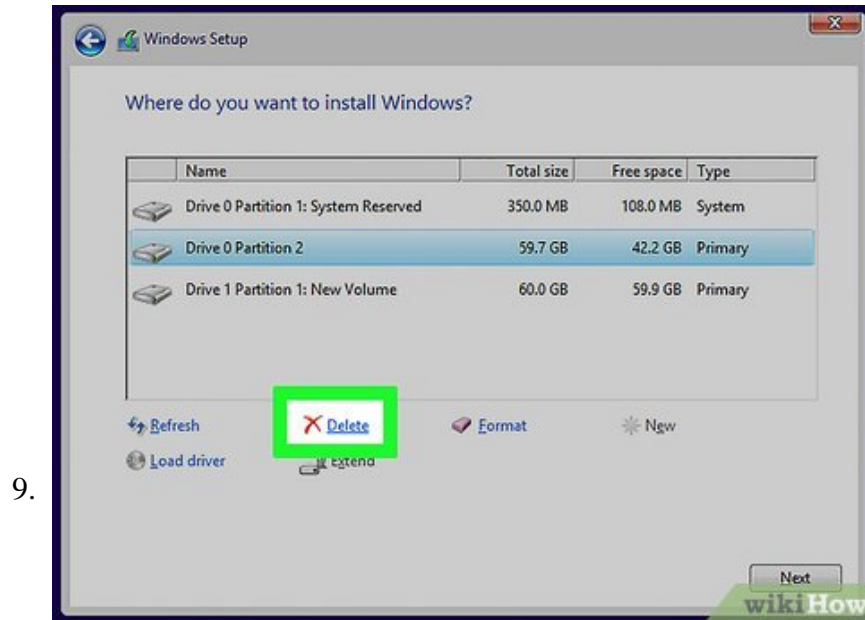 Windows Setup
Where do you want to install Windows?
Name Total size Free space Type
Drive 0 Partition 1: System Reserved 350.0 MB 108.0 MB System
Drive 0 Partition 2 59.7 GB 42.2 GB Primary
Drive 1 Partition 1: New Volume 60.0 GB 59.9 GB Primary
Refresh Delete Format New
Load driver Extend
9.
Next
wikiHow